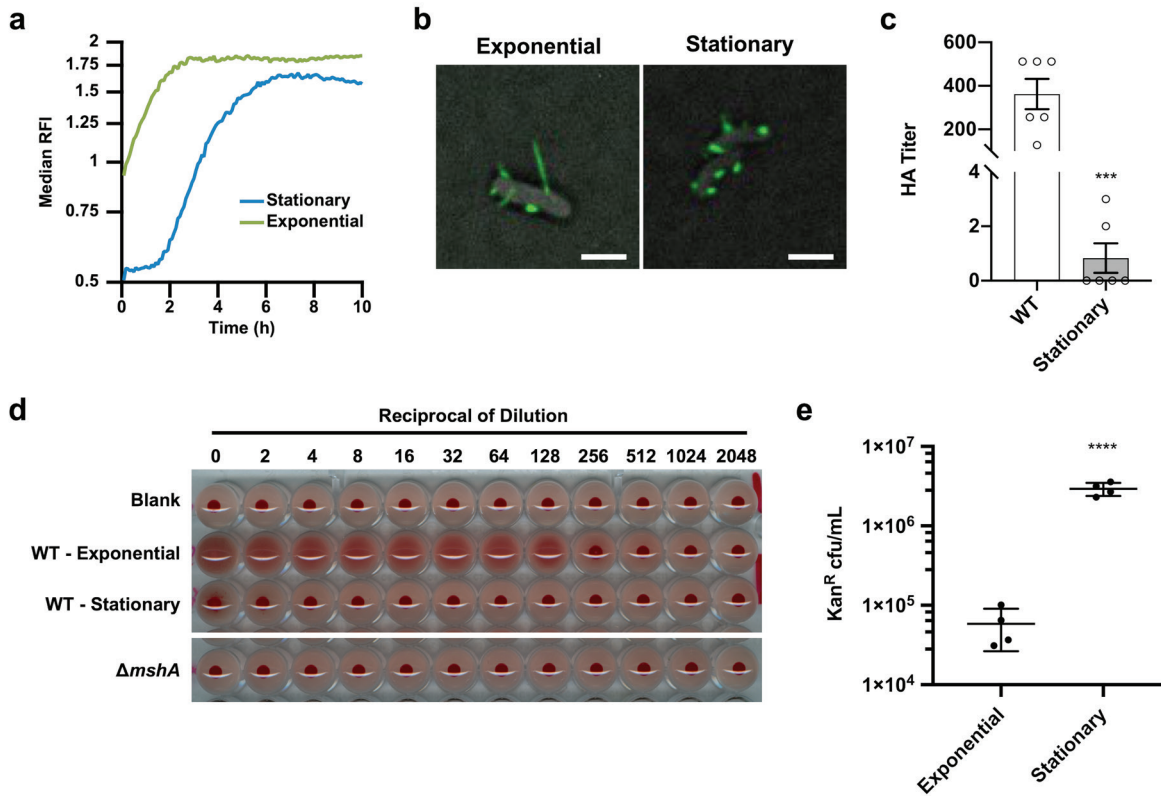 a
2
1.75
1.5
1.25
1
0.75
0.5
Median RFI
Stationary
Exponential
0 2 4 6 8 10
Time (h)
b
Exponential Stationary
c
600
400
200
4
2
0
HA Titer
***
WT
Stationary
d
Reciprocal of Dilution
0 2 4 8 16 32 64 128 256 512 1024 2048
Blank
WT - Exponential
WT - Stationary
ΔmshA
e
1×10⁷
1×10⁶
1×10⁵
1×10⁴
Kanᴿ cfu/mL
****
Exponential
Stationary